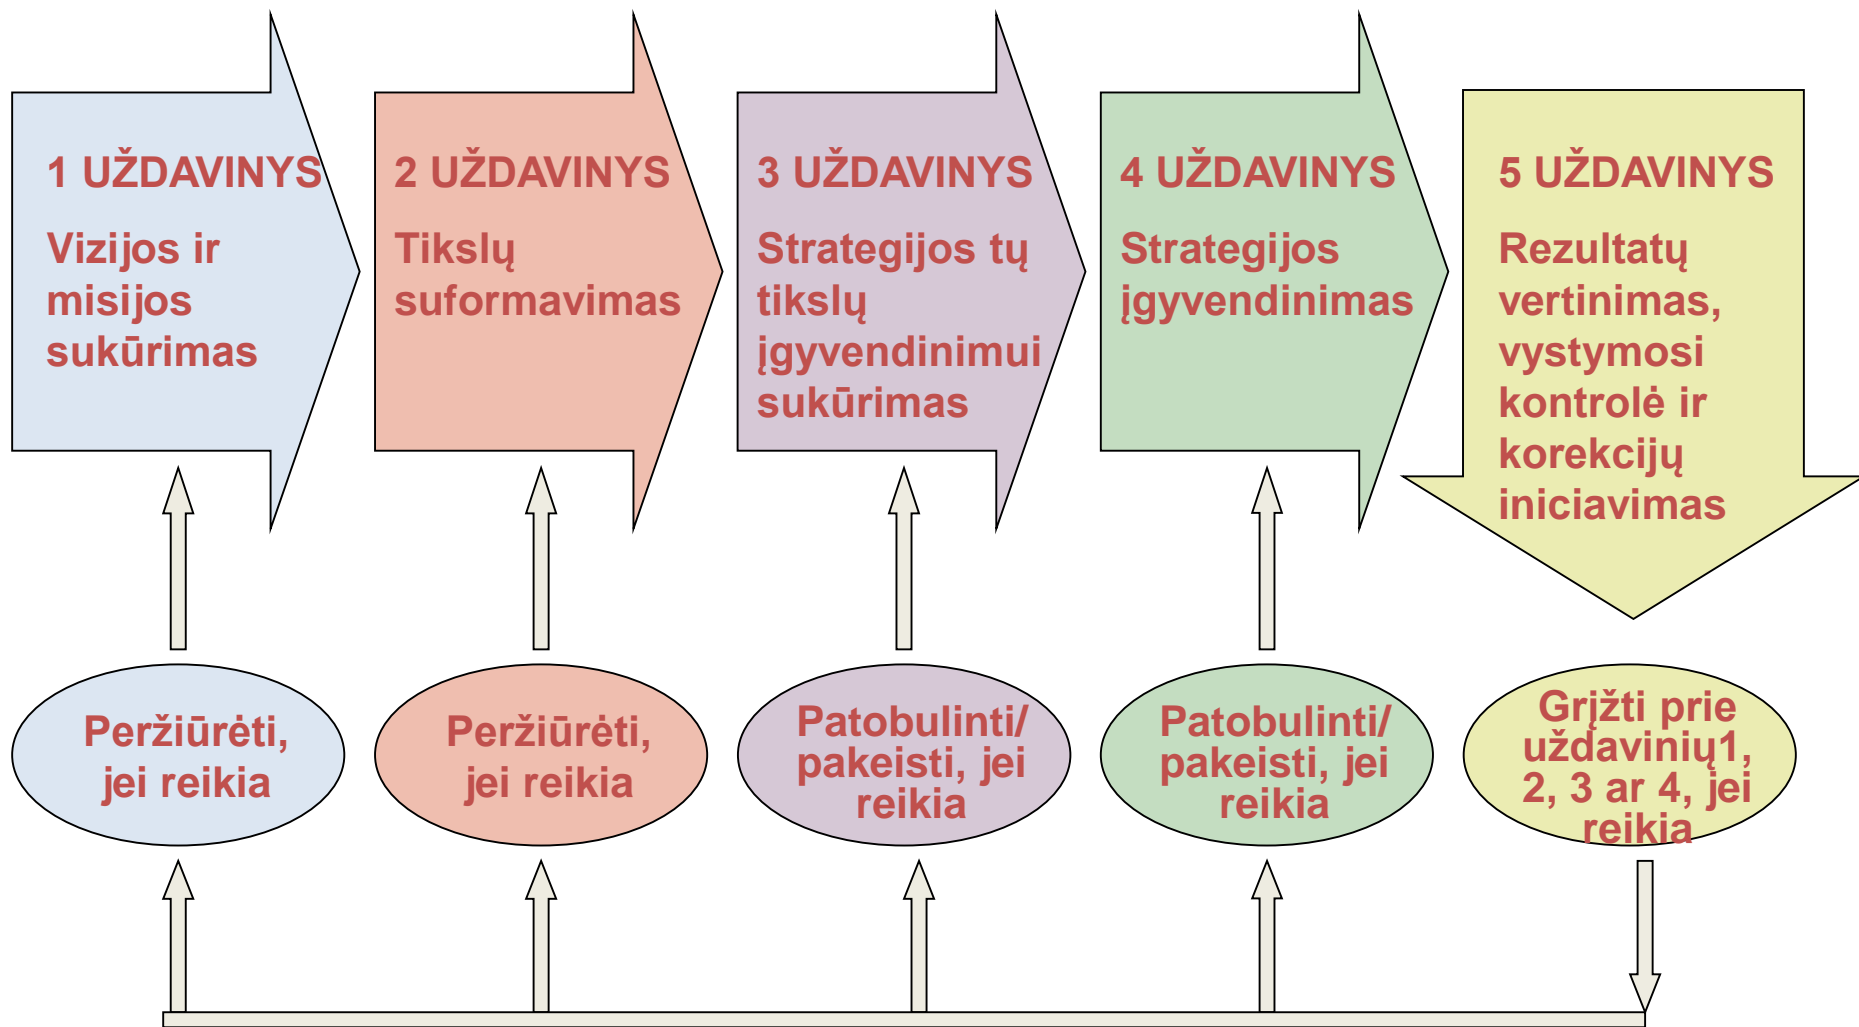 1 UŽDAVINYS
Vizijos ir
misijos
sukūrimas
2 UŽDAVINYS
Tikslų
suformavimas
3 UŽDAVINYS
Strategijos tų
tikslų
įgyvendinimui
sukūrimas
4 UŽDAVINYS
Strategijos
įgyvendinimas
5 UŽDAVINYS
Rezultatų
vertinimas,
vystymosi
kontrolė ir
korekcijų
iniciavimas
Peržiūrėti,
jei reikia
Peržiūrėti,
jei reikia
Patobulinti/
pakeisti, jei
reikia
Patobulinti/
pakeisti, jei
reikia
Grįžti prie
uždavinių1,
2, 3 ar 4, jei
reikia